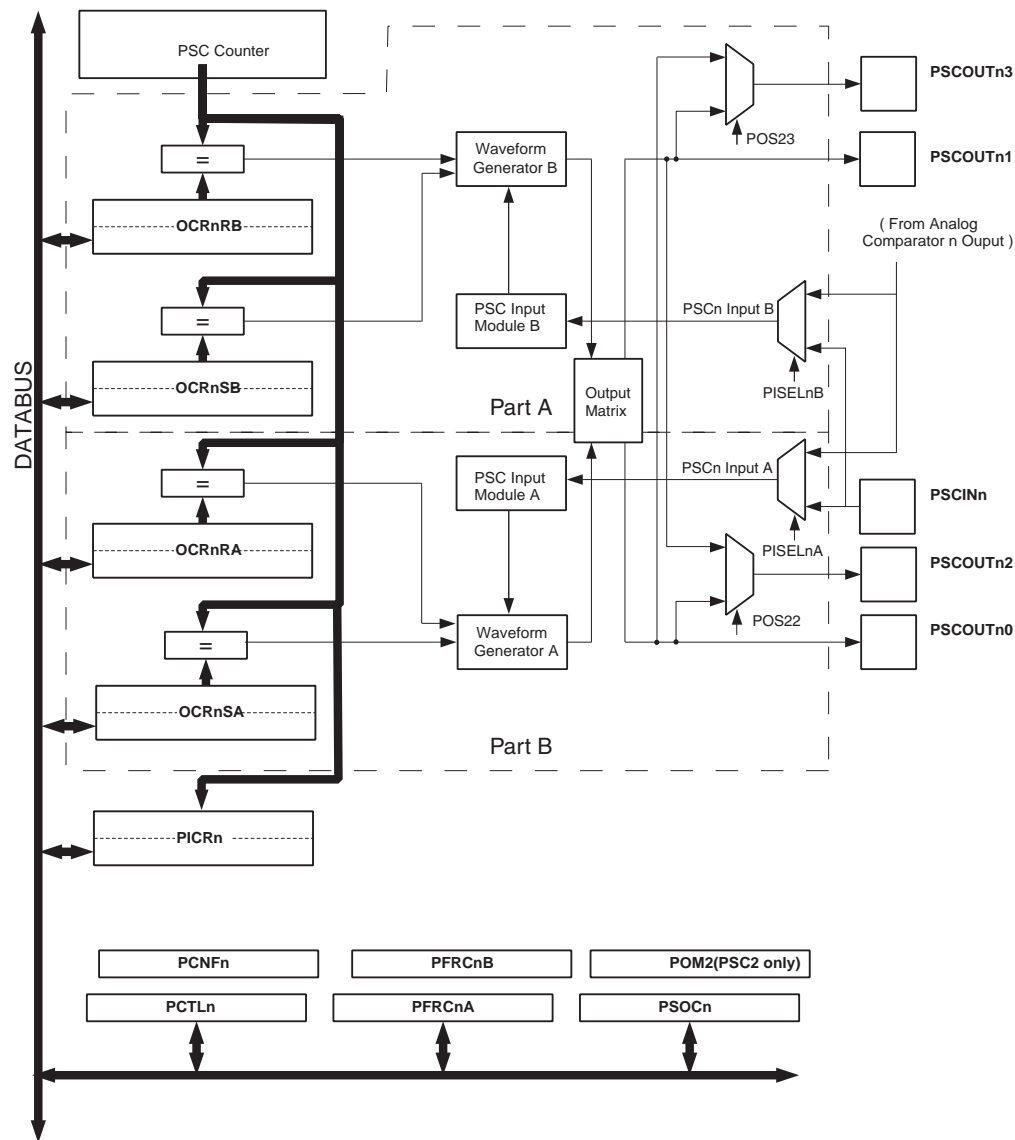 PSC Counter
PSCOUTn3
POS23
=
Waveform
Generator B
PSCOUTn1
OCRnRB
( From Analog
Comparator n Ouput )
=
PSC Input
Module B
PSCn Input B
OCRnSB
Output
Matrix
PISELnB
Part A
DATABUS
=
PSC Input
Module A
PSCn Input A
PSCINn
OCRnRA
PISELnA
PSCOUTn2
=
Waveform
Generator A
POS22
PSCOUTn0
OCRnSA
Part B
PICRn
PCNFn
PFRCnB
POM2(PSC2 only)
PCTLn
PFRCnA
PSOCn